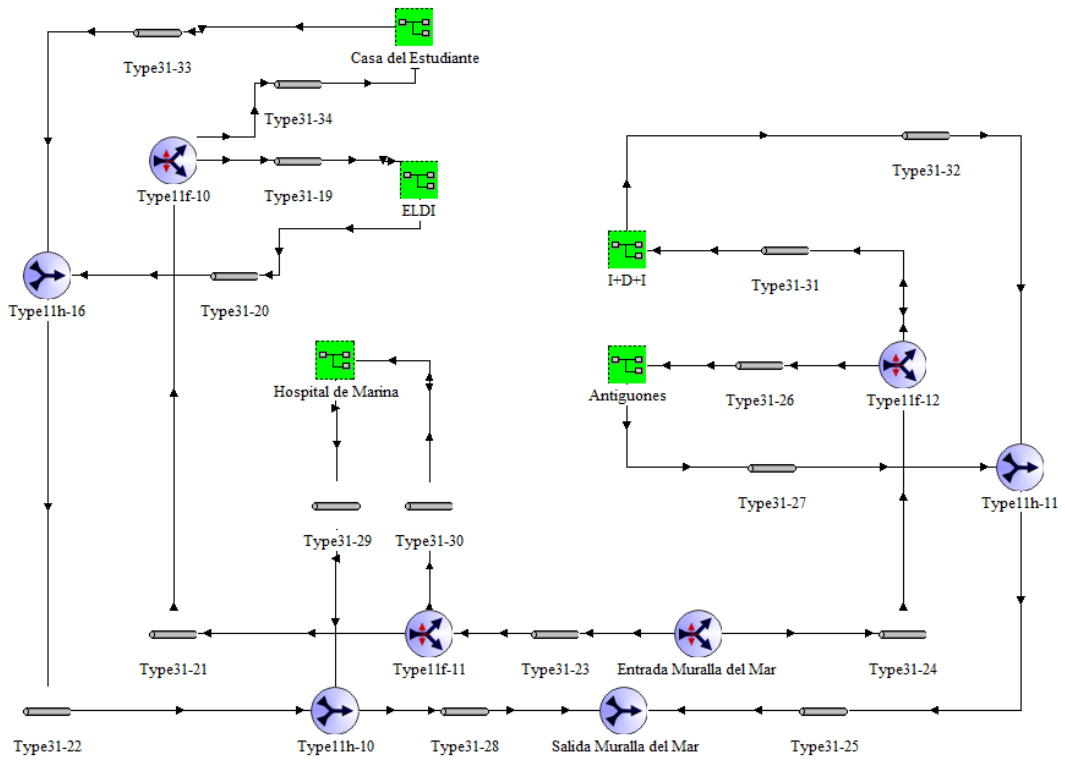 Casa del Estudiante
Type31-33
Type31-34
Type31-32
Type11f-10
Type31-19
ELDI
I+D+I
Type31-31
Type11h-16
Type31-20
Hospital de Marina
Antiguones
Type31-26
Type11f-12
Type31-27
Type11h-11
Type31-29
Type31-30
Type31-21
Type11f-11
Type31-23
Entrada Muralla del Mar
Type31-24
Type31-22
Type11h-10
Type31-28
Salida Muralla del Mar
Type31-25